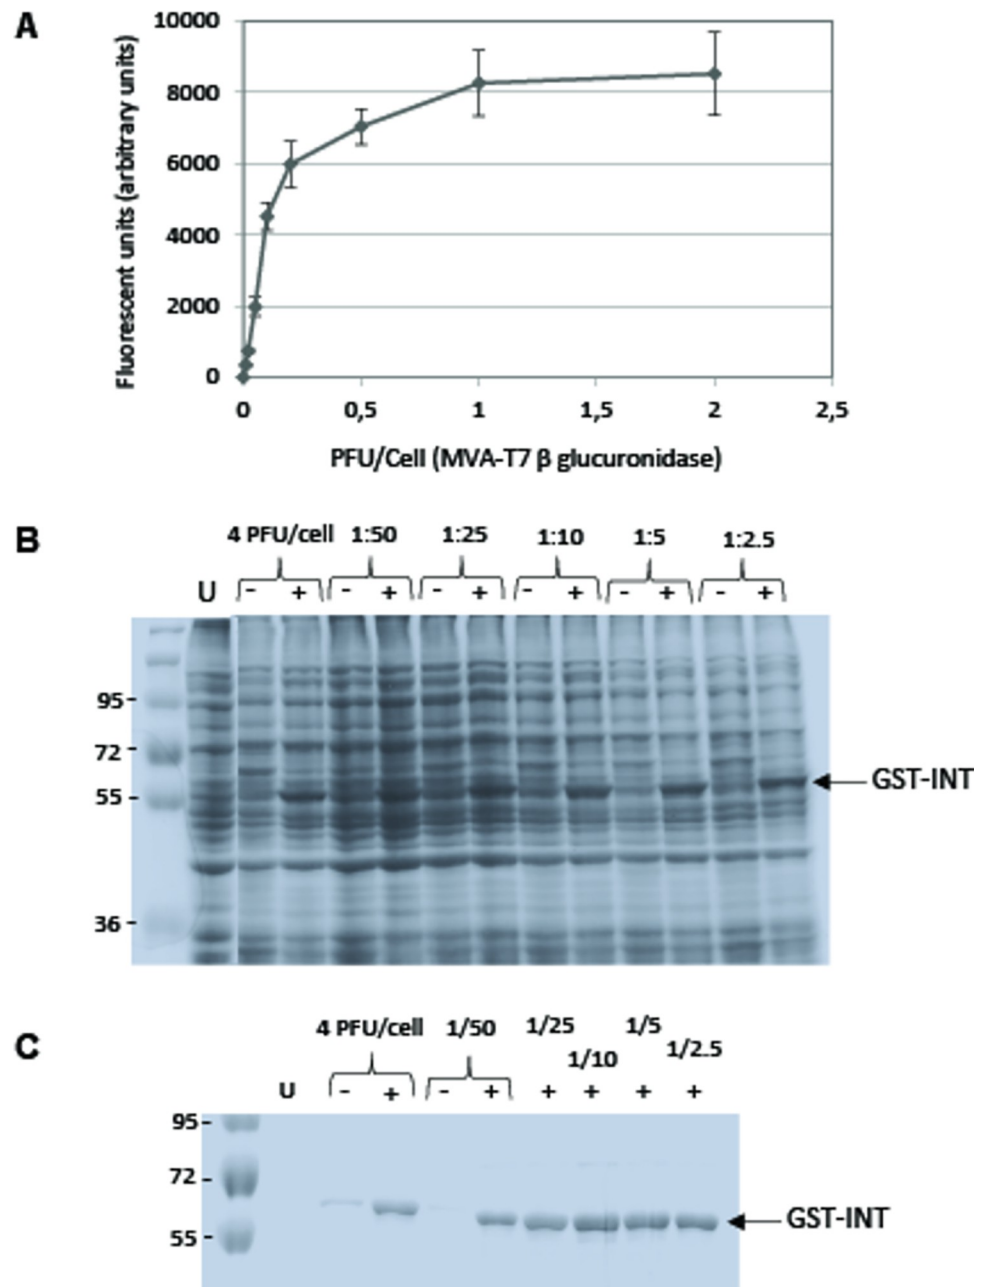 A
Fluorescent units (arbitrary units)
10000
8000
6000
4000
2000
0
0 0,5 1 1,5 2 2,5
PFU/Cell (MVA-T7 β glucuronidase)
B
4 PFU/cell 1:50 1:25 1:10 1:5 1:2.5
U - + - + - + - + - + - +
95-
72-
55-
36-
GST-INT
C
4 PFU/cell 1/50 1/25 1/10 1/5 1/2.5
U - + - + + + + +
95-
72-
55-
GST-INT